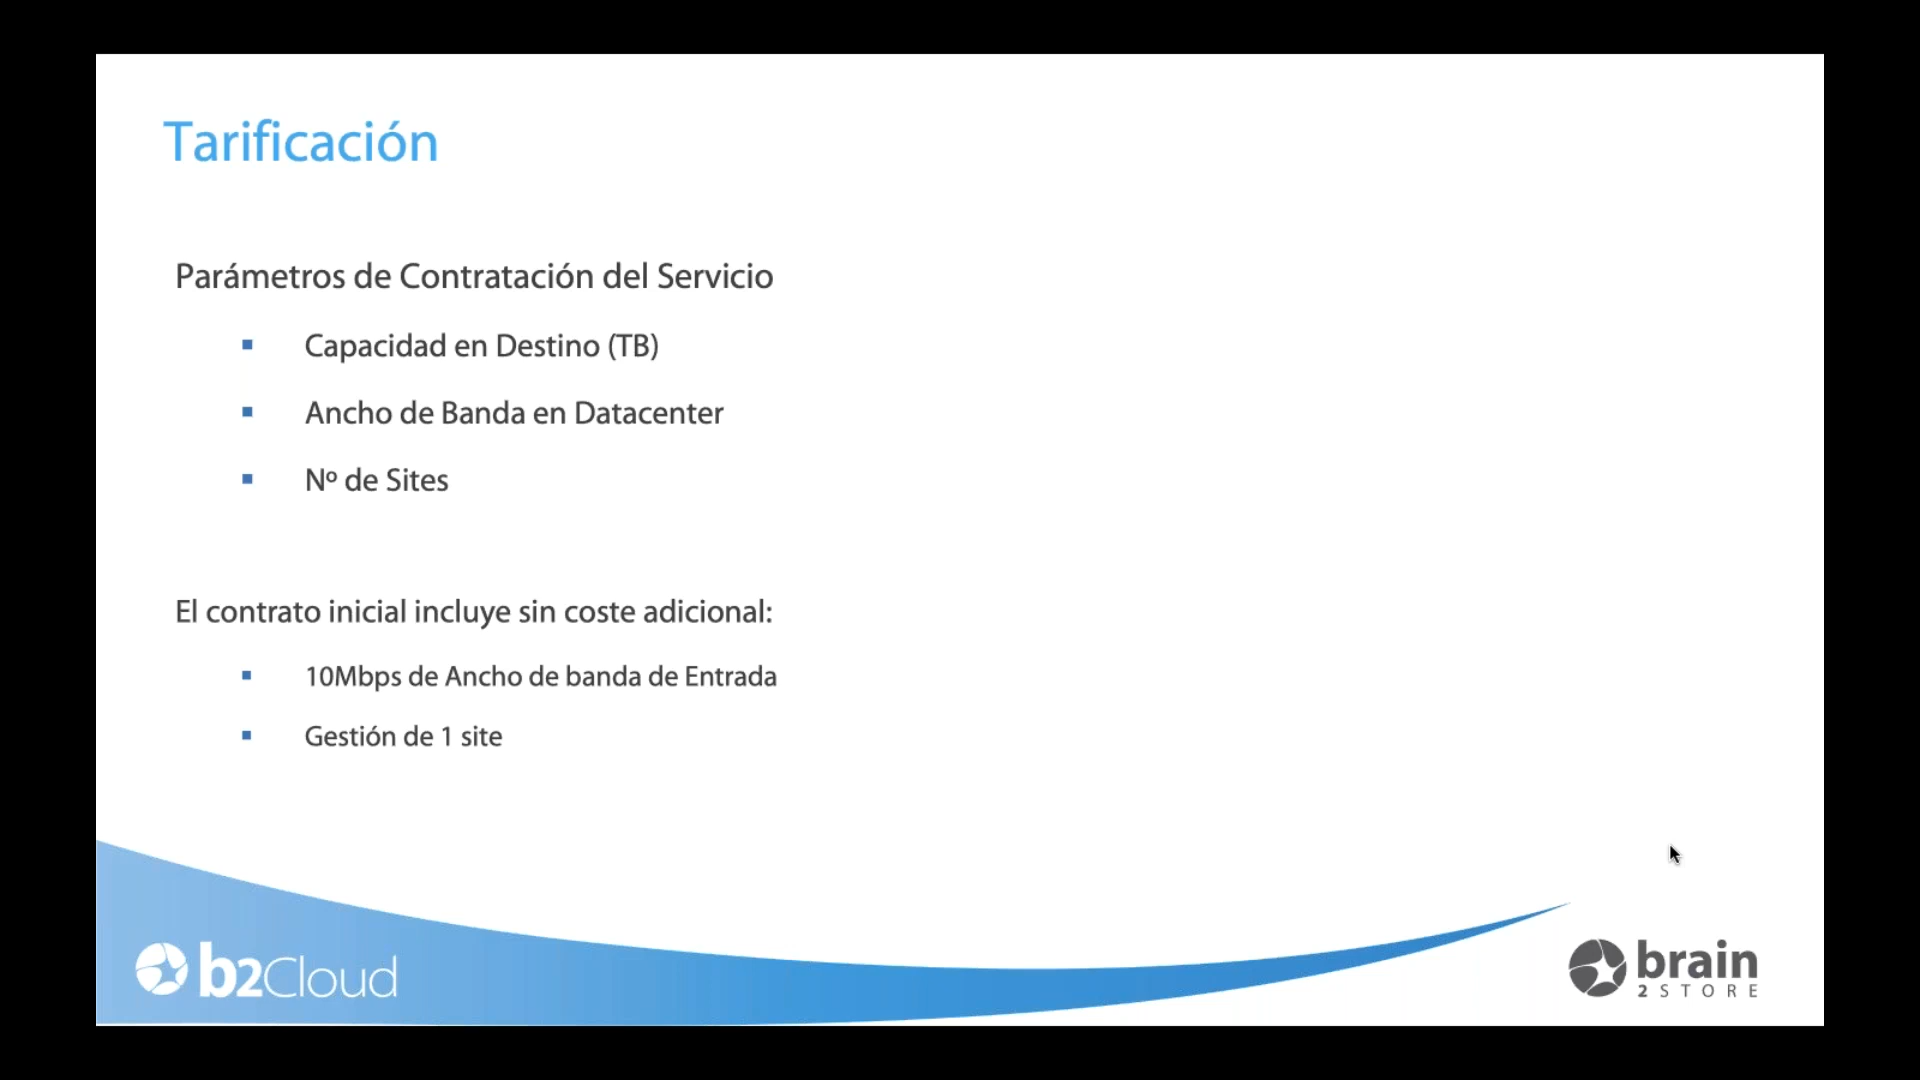 Tarificación
Parámetros de Contratación del Servicio
Capacidad en Destino (TB)
Ancho de Banda en Datacenter
Nº de Sites
El contrato inicial incluye sin coste adicional:
10Mbps de Ancho de banda de Entrada
Gestión de 1 site
b2Cloud
brain
2 STORE